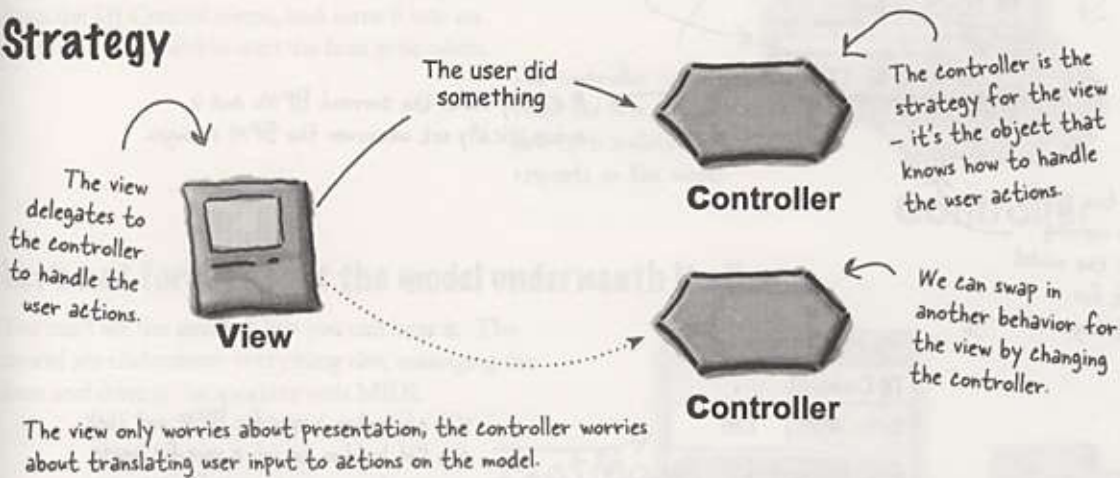 Strategy
The user did
something
The view
delegates to
the controller
to handle the
user actions.
View
Controller
The controller is the
strategy for the view
– it's the object that
knows how to handle
the user actions.
Controller
We can swap in
another behavior for
the view by changing
the controller.
The view only worries about presentation, the controller worries
about translating user input to actions on the model.